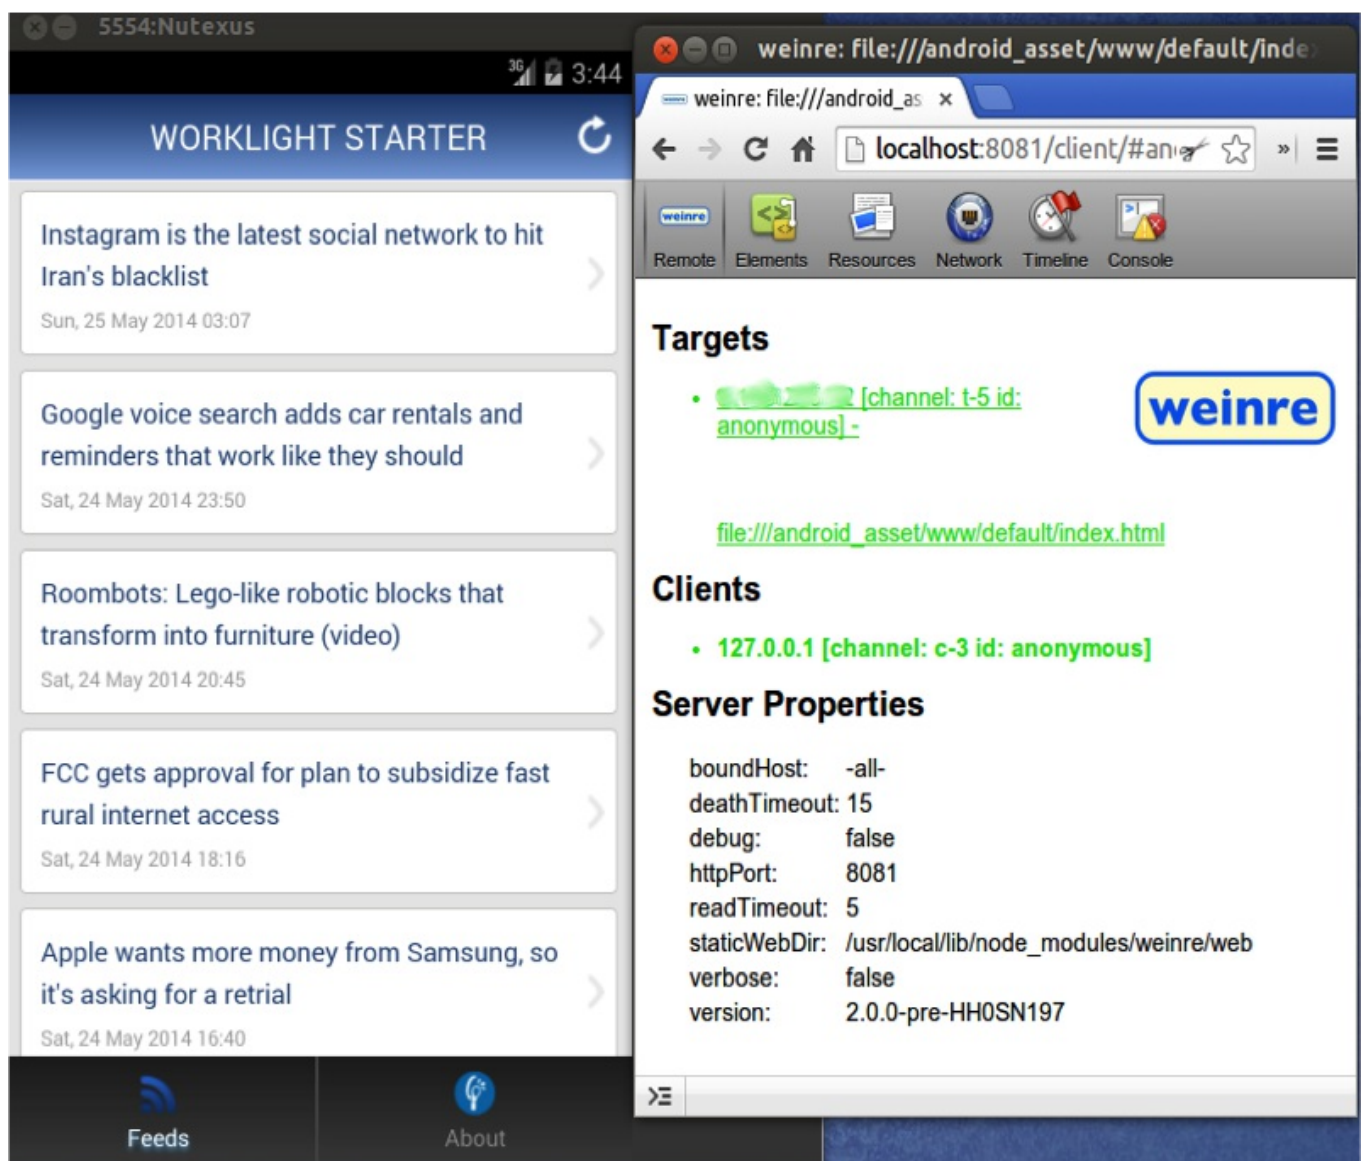 5554:Nutexus
3G 3:44
WORKLIGHT STARTER
Instagram is the latest social network to hit
Iran's blacklist
Sun, 25 May 2014 03:07
Google voice search adds car rentals and
reminders that work like they should
Sat, 24 May 2014 23:50
Roombots: Lego-like robotic blocks that
transform into furniture (video)
Sat, 24 May 2014 20:45
FCC gets approval for plan to subsidize fast
rural internet access
Sat, 24 May 2014 18:16
Apple wants more money from Samsung, so
it's asking for a retrial
Sat, 24 May 2014 16:40
Feeds About
weinre: file:///android_asset/www/default/inde
weinre: file:///android_as
localhost:8081/client/#an
weinre
Remote Elements Resources Network Timeline Console
Targets
[channel: t-5 id:
anonymous] -
weinre
file:///android_asset/www/default/index.html
Clients
127.0.0.1 [channel: c-3 id: anonymous]
Server Properties
boundHost: -all-
deathTimeout: 15
debug: false
httpPort: 8081
readTimeout: 5
staticWebDir: /usr/local/lib/node_modules/weinre/web
verbose: false
version: 2.0.0-pre-HH0SN197